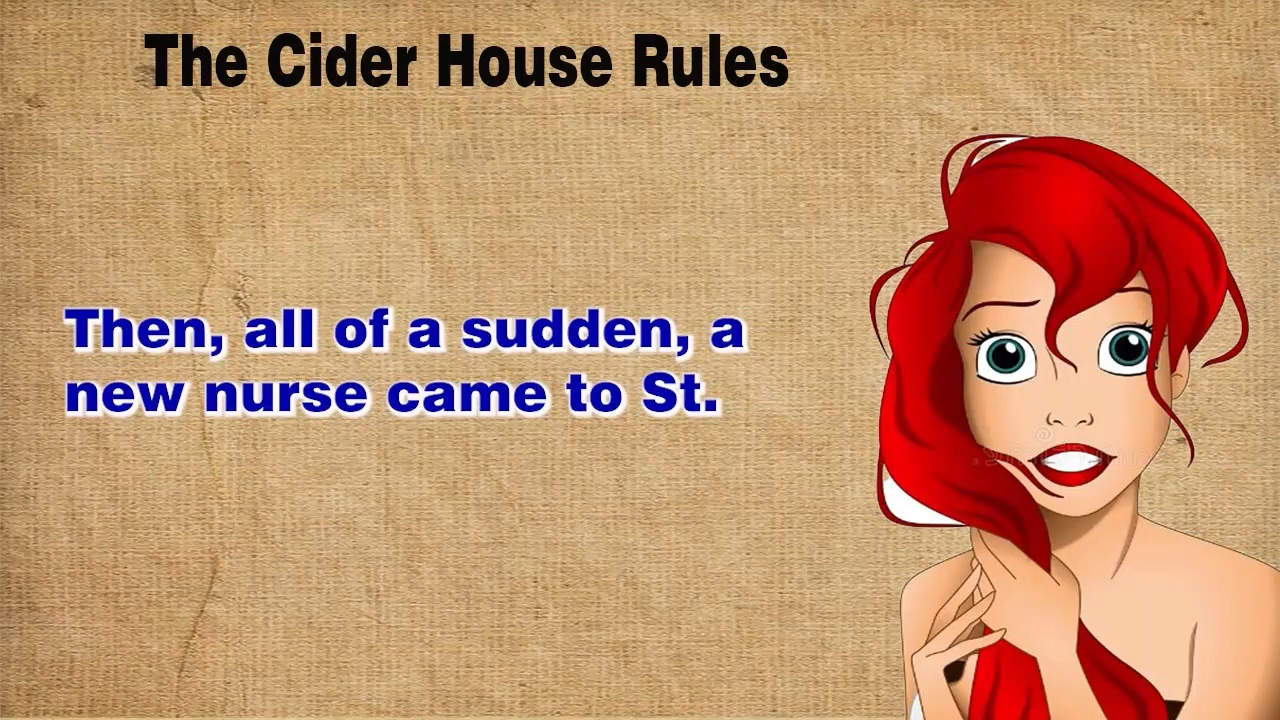 The Cider House Rules
Then, all of a sudden, a
new nurse came to St.